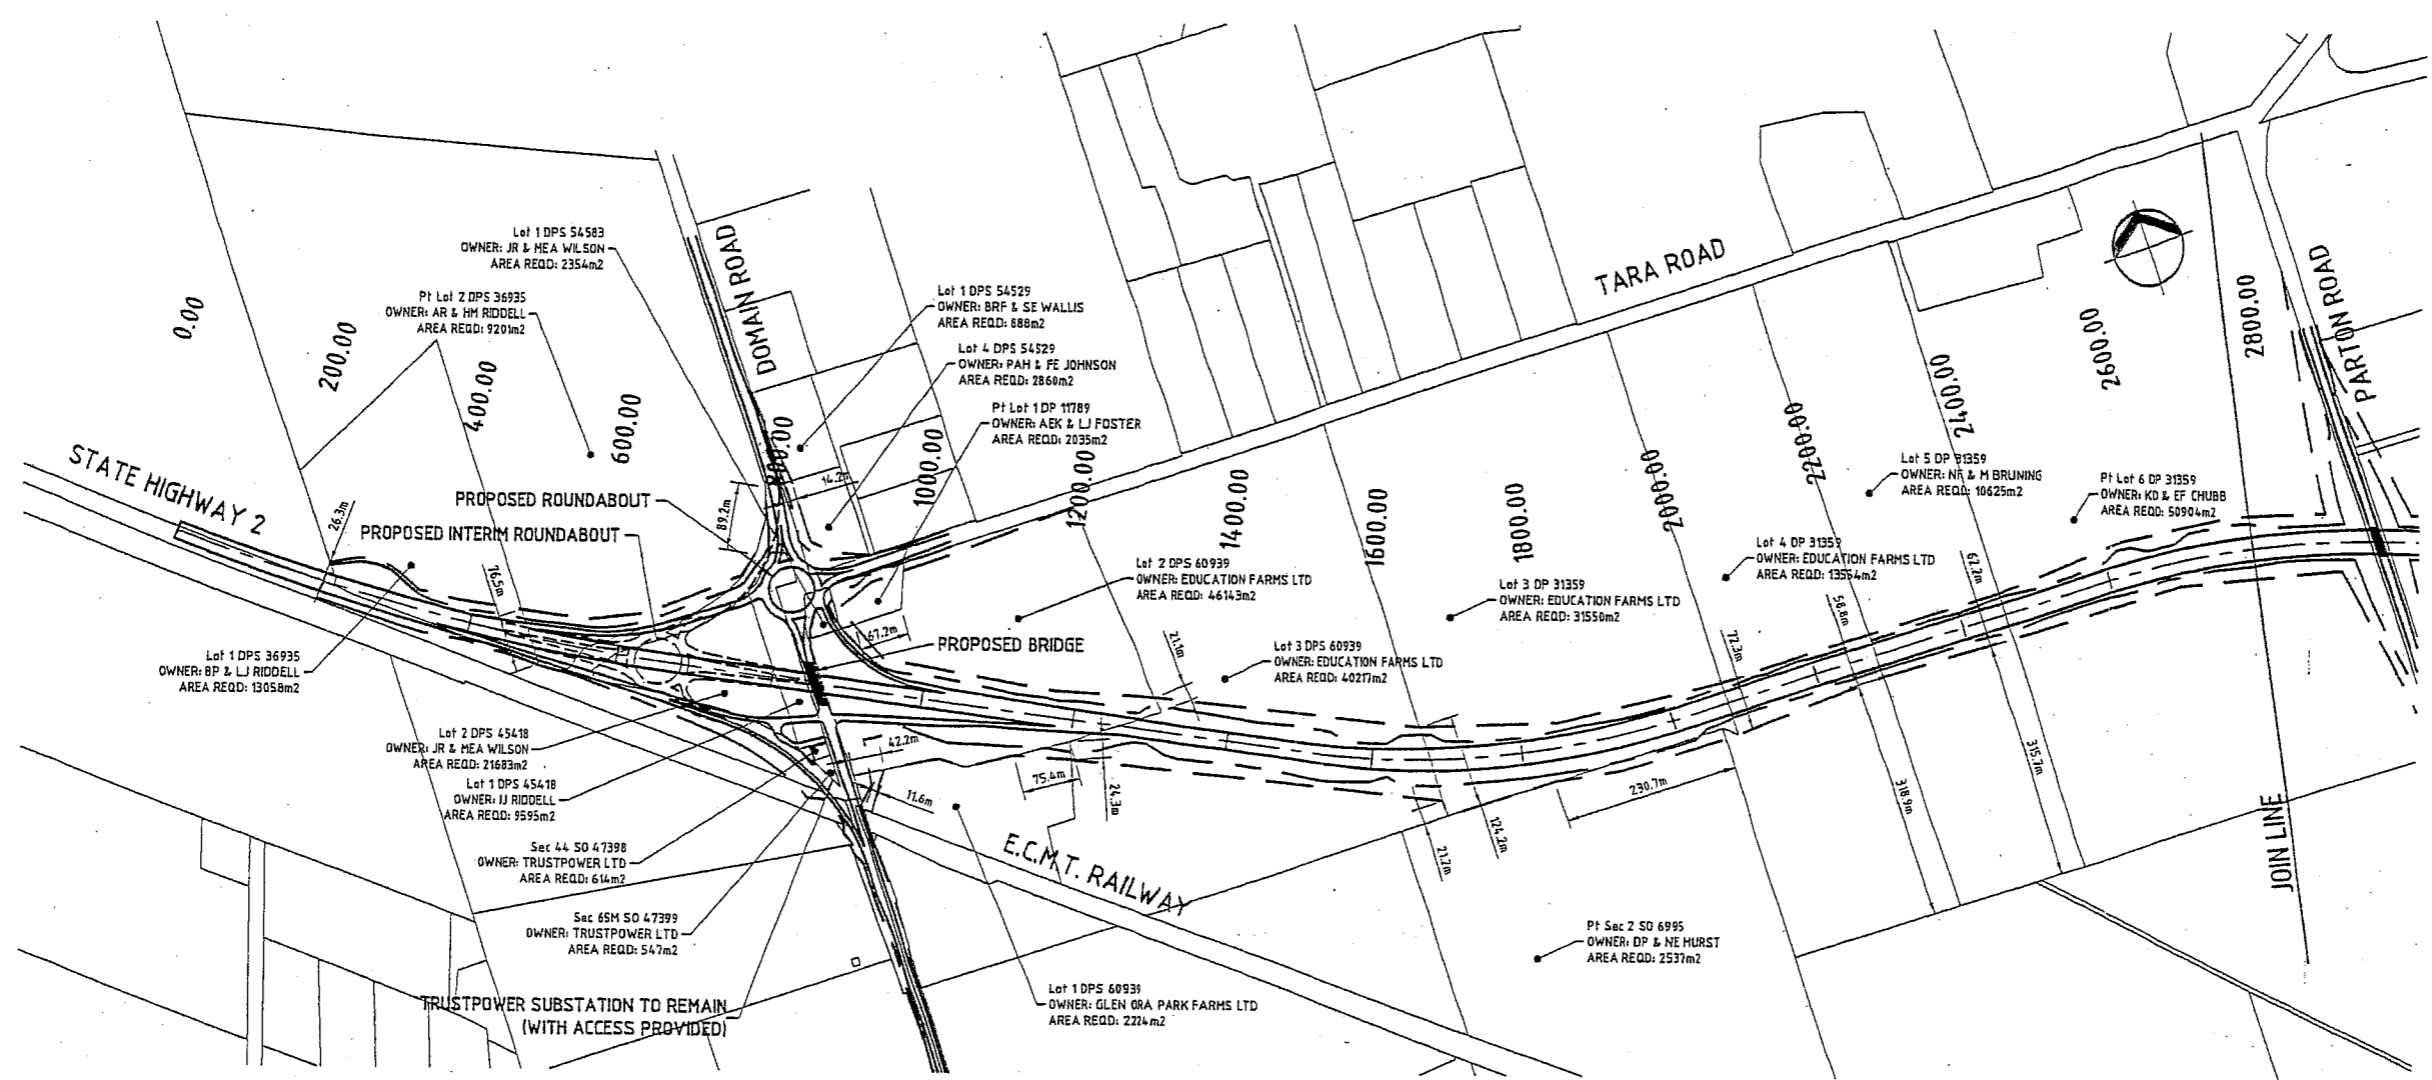 Lot 1 DPS 54583
OWNER: JR & MEA WILSON
AREA REQD: 2354m2
Pt Lot 2 DPS 36935
OWNER: AR & HM RIDDELL
AREA REQD: 9201m2
DOMAIN ROAD
Lot 1 DPS 54529
OWNER: BRF & SE WALLIS
AREA REQD: 888m2
Lot 4 DPS 54529
OWNER: PAH & FE JOHNSON
AREA REQD: 2860m2
Pt Lot 1 DP 11789
OWNER: AEK & LJ FOSTER
AREA REQD: 2035m2
TARA ROAD
PARTON ROAD
0.00
200.00
400.00
600.00
1000.00
1200.00
1400.00
1600.00
1800.00
2000.00
2200.00
2400.00
2600.00
2800.00
STATE HIGHWAY 2
PROPOSED ROUNDABOUT
PROPOSED INTERIM ROUNDABOUT
26.3m
76.5m
89.2m
14.2m
67.2m
PROPOSED BRIDGE
Lot 2 DPS 60939
OWNER: EDUCATION FARMS LTD
AREA REQD: 46143m2
Lot 3 DPS 60939
OWNER: EDUCATION FARMS LTD
AREA REQD: 40217m2
Lot 3 DP 31359
OWNER: EDUCATION FARMS LTD
AREA REQD: 31550m2
Lot 4 DP 31359
OWNER: EDUCATION FARMS LTD
AREA REQD: 13554m2
Lot 5 DP 31359
OWNER: NF & M BRUNING
AREA REQD: 10625m2
Pt Lot 6 DP 31359
OWNER: KD & EF CHUBB
AREA REQD: 50904m2
21.1m
72.3m
58.8m
62.2m
Lot 1 DPS 36935
OWNER: BP & LJ RIDDELL
AREA REQD: 13058m2
Lot 2 DPS 45418
OWNER: JR & MEA WILSON
AREA REQD: 21683m2
Lot 1 DPS 45418
OWNER: IJ RIDDELL
AREA REQD: 9595m2
Sec 44 SO 47398
OWNER: TRUSTPOWER LTD
AREA REQD: 614m2
Sec 65M SO 47399
OWNER: TRUSTPOWER LTD
AREA REQD: 547m2
TRUSTPOWER SUBSTATION TO REMAIN
(WITH ACCESS PROVIDED)
42.2m
11.6m
75.4m
24.3m
21.2m
124.2m
230.7m
318.9m
315.7m
E.C.M.T. RAILWAY
Lot 1 DPS 60939
OWNER: GLEN ORA PARK FARMS LTD
AREA REQD: 2224m2
Pt Sec 2 SO 6995
OWNER: DP & NE HURST
AREA REQD: 2537m2
JOIN LINE